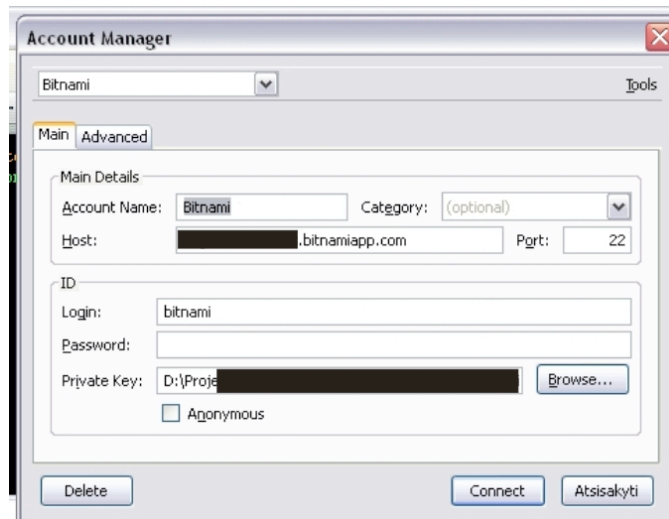 Account Manager
Bitnami
Tools
Main Advanced
Main Details
Account Name: Bitnami Category: (optional)
Host: .bitnamiapp.com Port: 22
ID
Login: bitnami
Password:
Private Key: D:\Proje Browse...
Anonymous
Delete Connect Atsisakyti